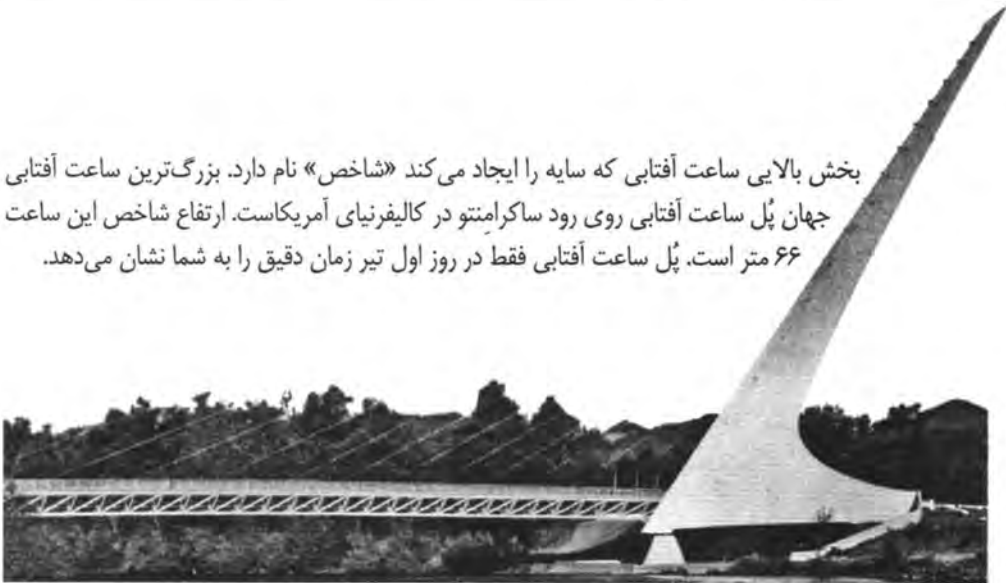 بخش بالایی ساعت آفتابی که سایه را ایجاد می‌کند «شاخص» نام دارد. بزرگ‌ترین ساعت آفتابی
جهان پُل ساعت آفتابی روی رود ساکرامِنتو در کالیفرنیای آمریکاست. ارتفاع شاخص این ساعت
۶۶ متر است. پُل ساعت آفتابی فقط در روز اول تیر زمان دقیق را به شما نشان می‌دهد.